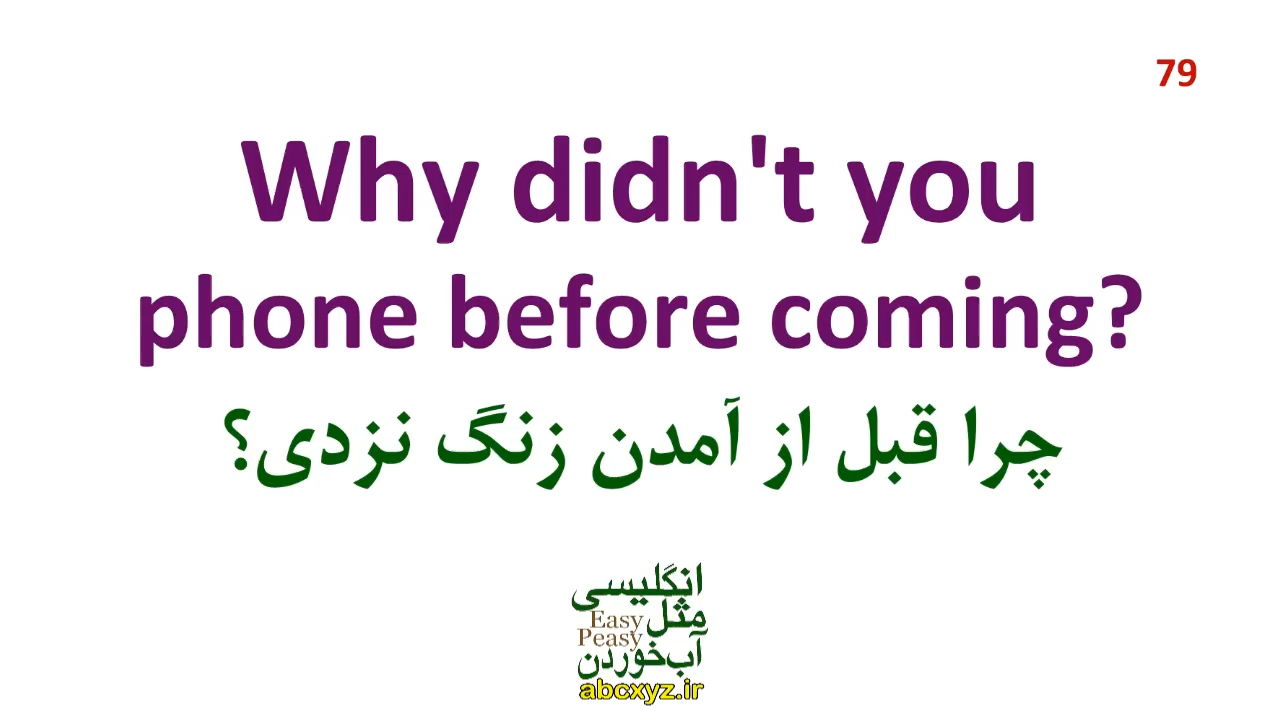 79
Why didn't you
phone before coming?
چرا قبل از آمدن زنگ نزدی؟
انگلیسی
مثل
Easy
Peasy
آب‌خوردن
abcxyz.ir